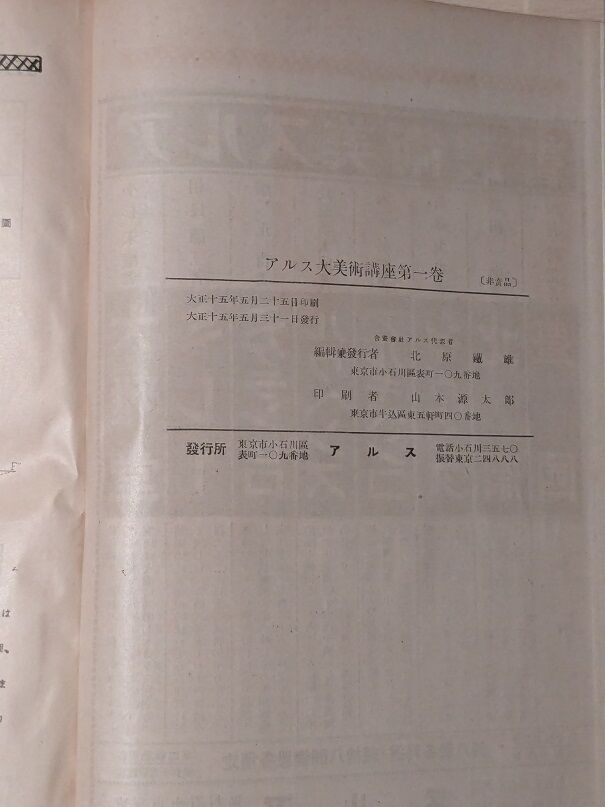 アルス大美術講座第一卷
〔非賣品〕
大正十五年五月二十五日印刷
大正十五年五月三十一日發行
合資會社アルス代表者
編輯兼發行者 北原鐵雄
東京市小石川區表町一〇九番地
印刷者 山本源太郎
東京市牛込區東五軒町四〇番地
發行所
東京市小石川區
表町一〇九番地
アルス
電話小石川三五七〇
振替東京二四八八八
圖
は